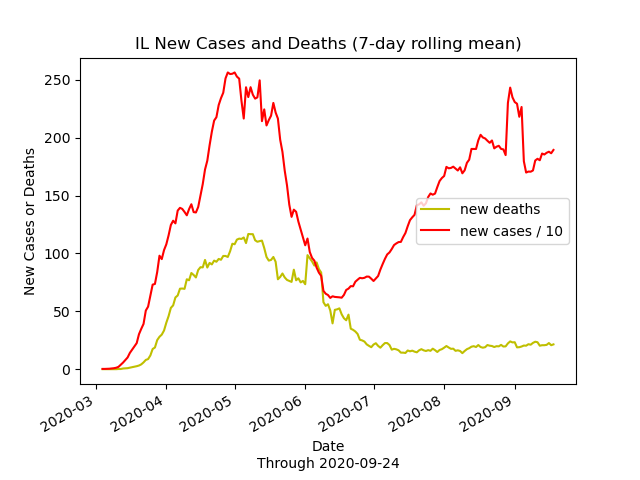 IL New Cases and Deaths (7-day rolling mean)
New Cases or Deaths
250
200
150
100
50
0
new deaths
new cases / 10
2020-03
2020-04
2020-05
2020-06
2020-07
2020-08
2020-09
Date
Through 2020-09-24